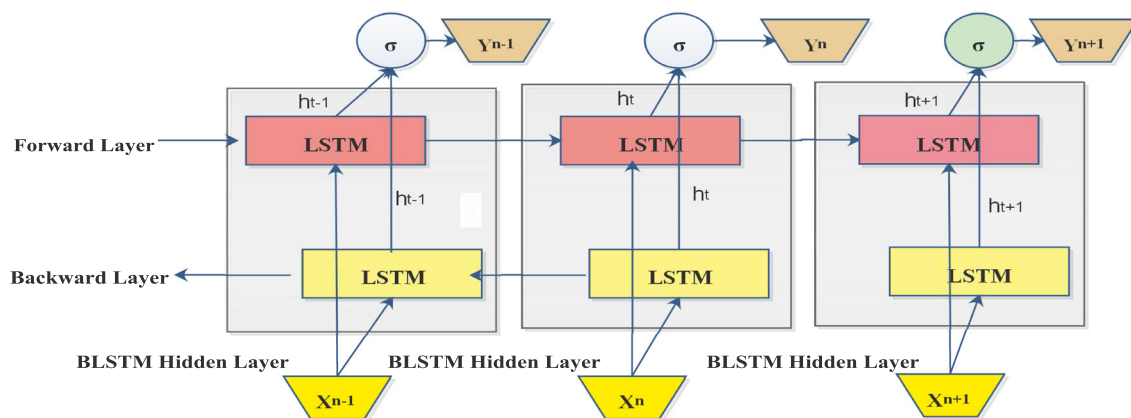 σ Yn-1 σ Yn σ Yn+1
ht-1 ht ht+1
Forward Layer LSTM LSTM LSTM
ht-1 ht ht+1
Backward Layer LSTM LSTM LSTM
BLSTM Hidden Layer BLSTM Hidden Layer BLSTM Hidden Layer
Xn-1 Xn Xn+1